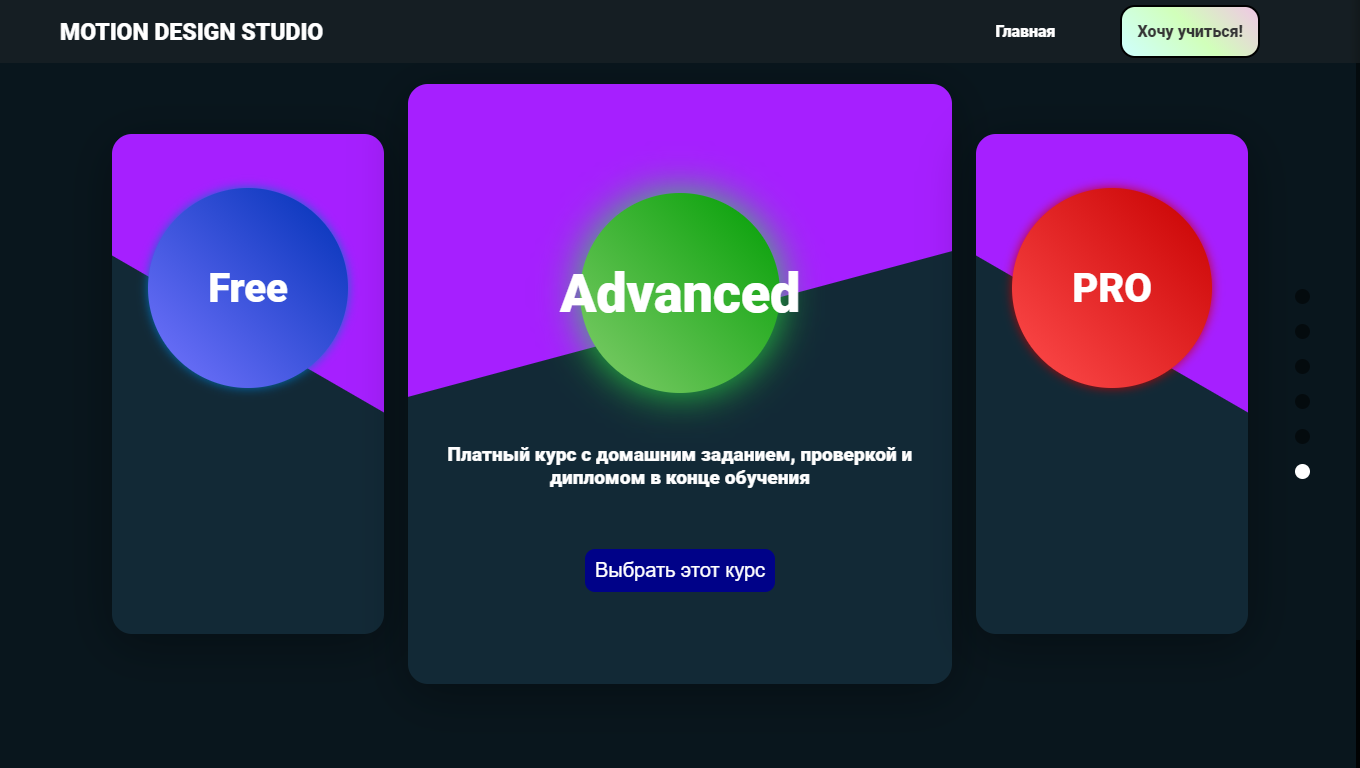 MOTION DESIGN STUDIO
Главная
Хочу учиться!
Free
Advanced
PRO
Платный курс с домашним заданием, проверкой и
дипломом в конце обучения
Выбрать этот курс